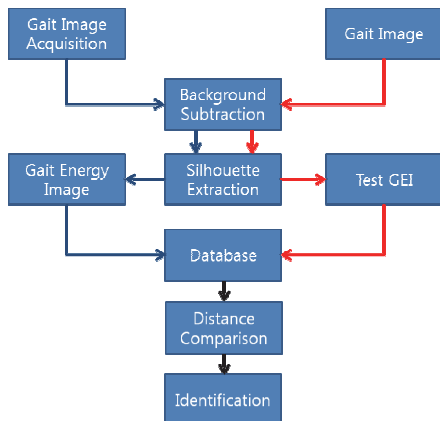 Gait Image
Acquisition
Gait Image
Background
Subtraction
Gait Energy
Image
Silhouette
Extraction
Test GEI
Database
Distance
Comparison
Identification